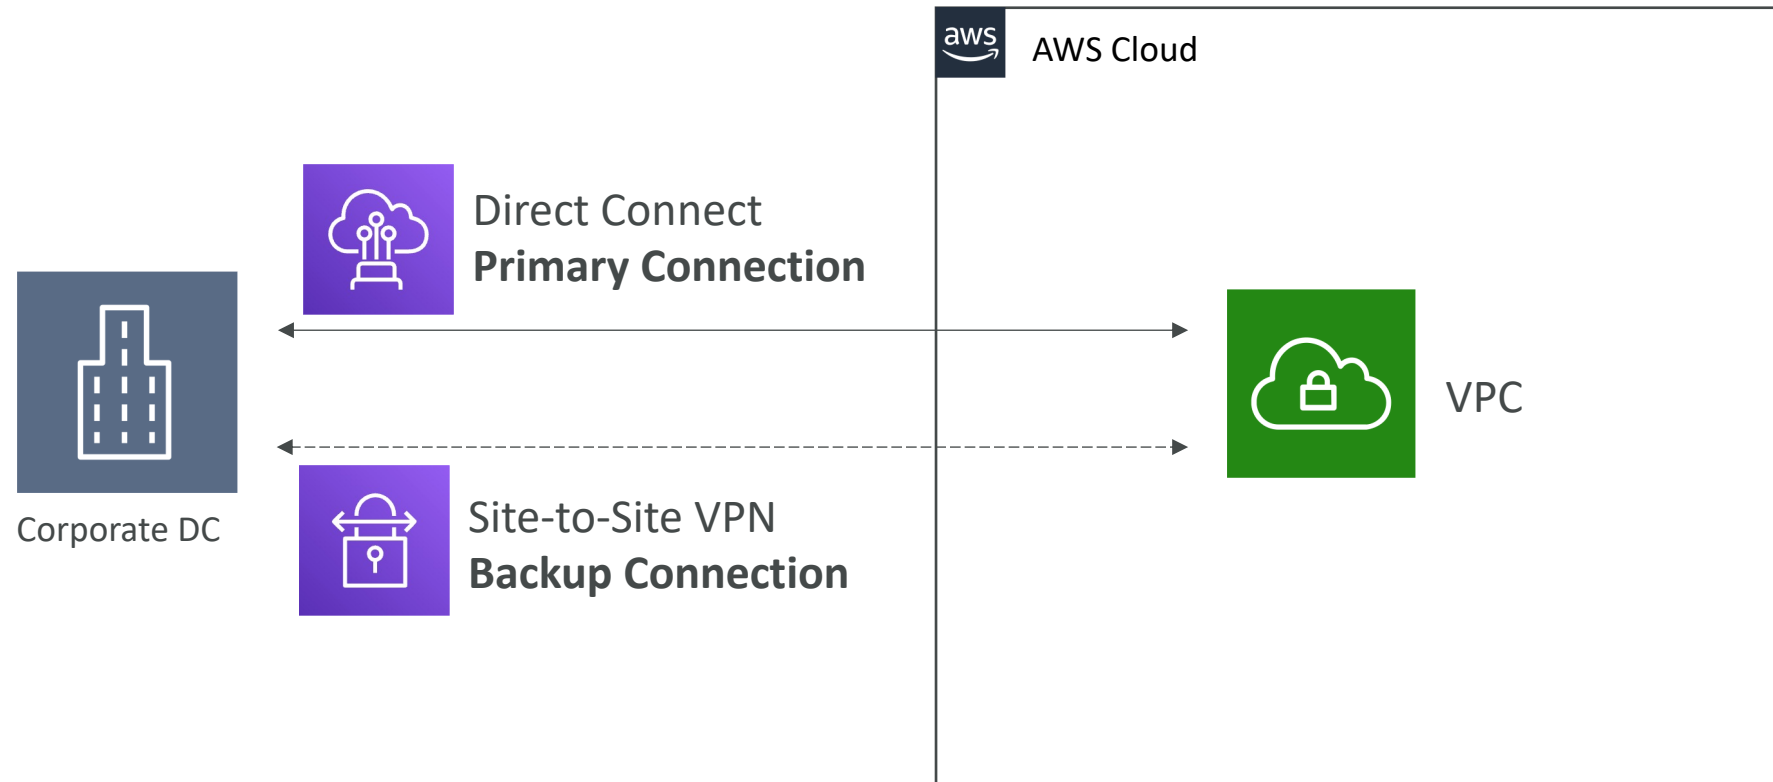 aws
AWS Cloud
Direct Connect
Primary Connection
VPC
Corporate DC
Site-to-Site VPN
Backup Connection